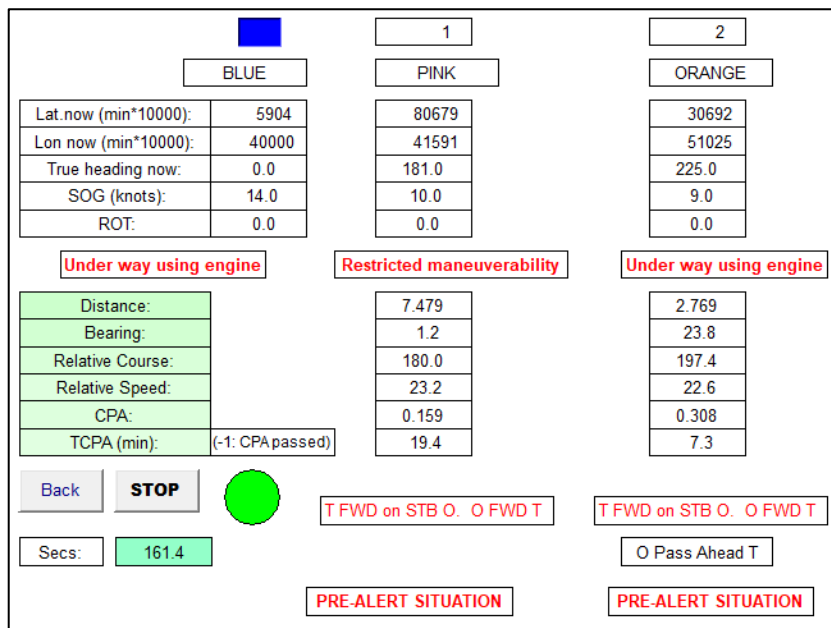 1 2
BLUE PINK ORANGE
Lat.now (min*10000): 5904 80679 30692
Lon now (min*10000): 40000 41591 51025
True heading now: 0.0 181.0 225.0
SOG (knots): 14.0 10.0 9.0
ROT: 0.0 0.0 0.0
Under way using engine Restricted maneuverability Under way using engine
Distance: 7.479 2.769
Bearing: 1.2 23.8
Relative Course: 180.0 197.4
Relative Speed: 23.2 22.6
CPA: 0.159 0.308
TCPA (min): (-1: CPA passed) 19.4 7.3
Back STOP
T FWD on STB O. O FWD T T FWD on STB O. O FWD T
Secs: 161.4 O Pass Ahead T
PRE-ALERT SITUATION PRE-ALERT SITUATION